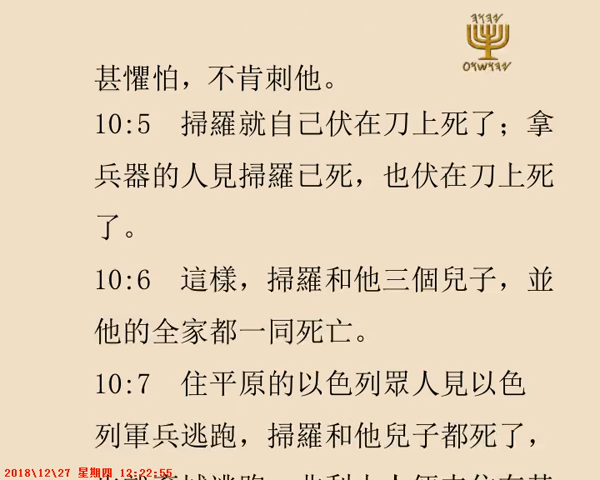 𐤉𐤄𐤅𐤄
甚懼怕，不肯刺他。
10:5 掃羅就自己伏在刀上死了；拿
兵器的人見掃羅已死，也伏在刀上死
了。
10:6 這樣，掃羅和他三個兒子，並
他的全家都一同死亡。
10:7 住平原的以色列眾人見以色
列軍兵逃跑，掃羅和他兒子都死了，
2018\12\27 星期四 12:22:55